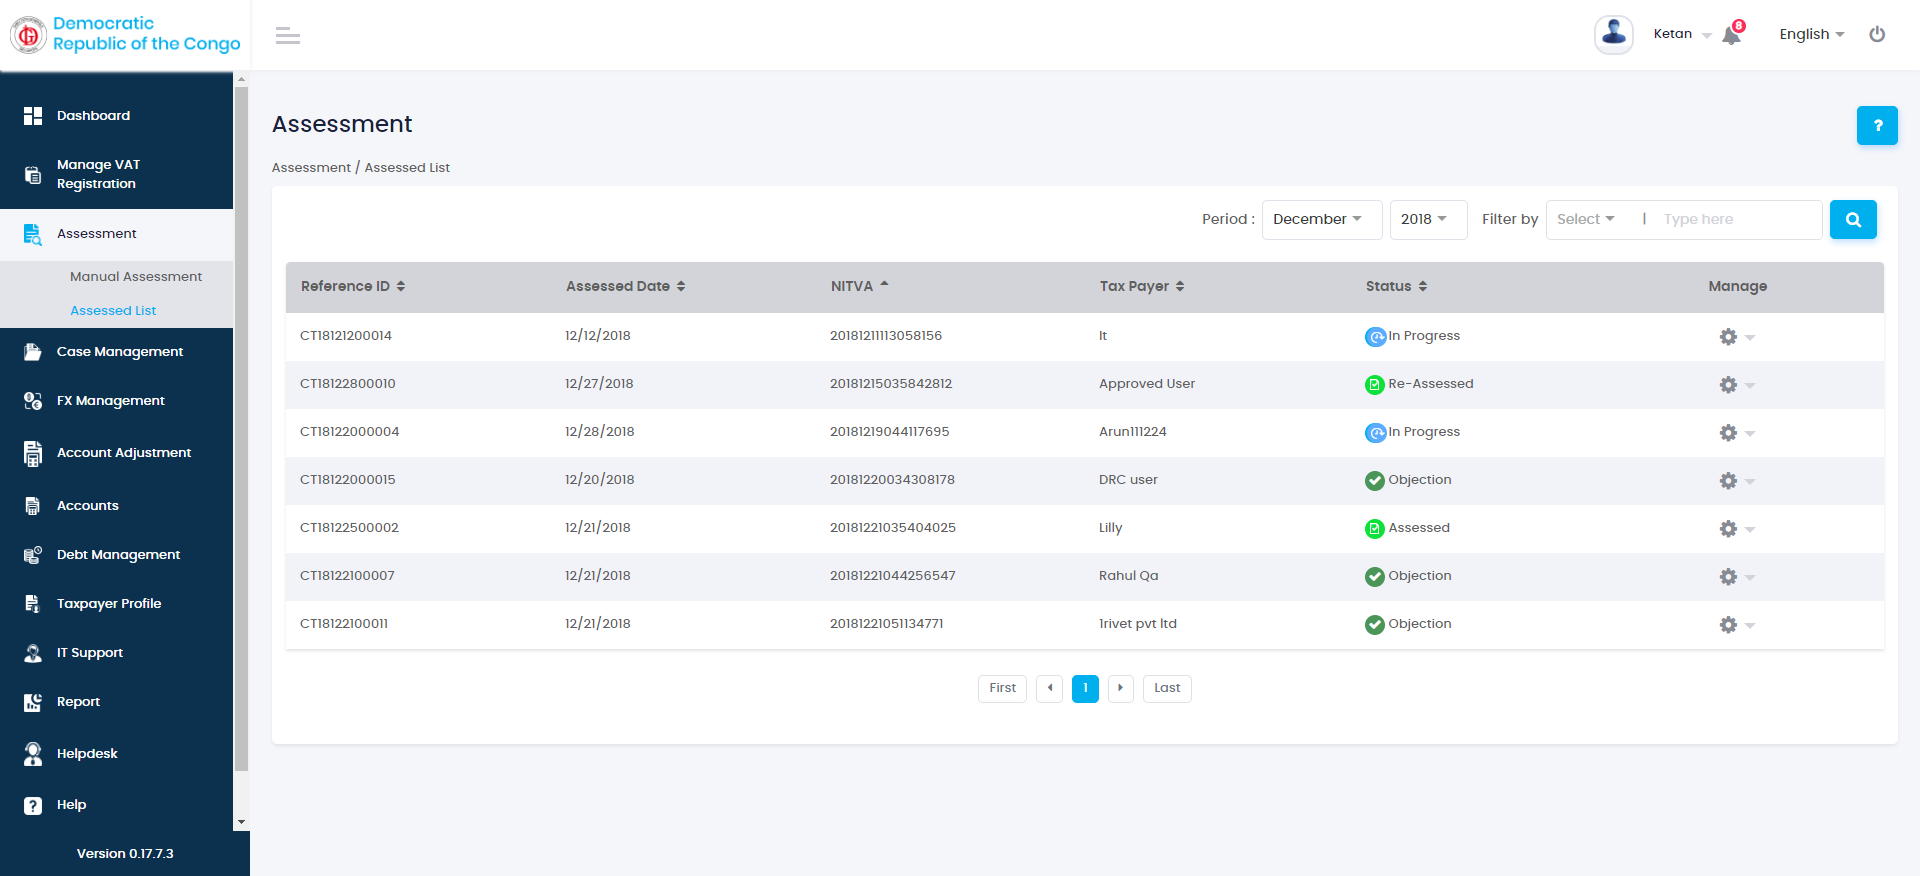 Democratic
Republic of the Congo
Ketan
8
English
Dashboard
Manage VAT
Registration
Assessment
Manual Assessment
Assessed List
Case Management
FX Management
Account Adjustment
Accounts
Debt Management
Taxpayer Profile
IT Support
Report
Helpdesk
Help
Version 0.17.7.3
Assessment
?
Assessment / Assessed List
Period : December 2018 Filter by Select | Type here
Reference ID Assessed Date NITVA Tax Payer Status Manage
CT18121200014 12/12/2018 20181211113058156 It In Progress
CT18122800010 12/27/2018 20181215035842812 Approved User Re-Assessed
CT18122000004 12/28/2018 20181219044117695 Arun111224 In Progress
CT18122000015 12/20/2018 20181220034308178 DRC user Objection
CT18122500002 12/21/2018 20181221035404025 Lilly Assessed
CT18122100007 12/21/2018 20181221044256547 Rahul Qa Objection
CT18122100011 12/21/2018 20181221051134771 1rivet pvt ltd Objection
First 1 Last